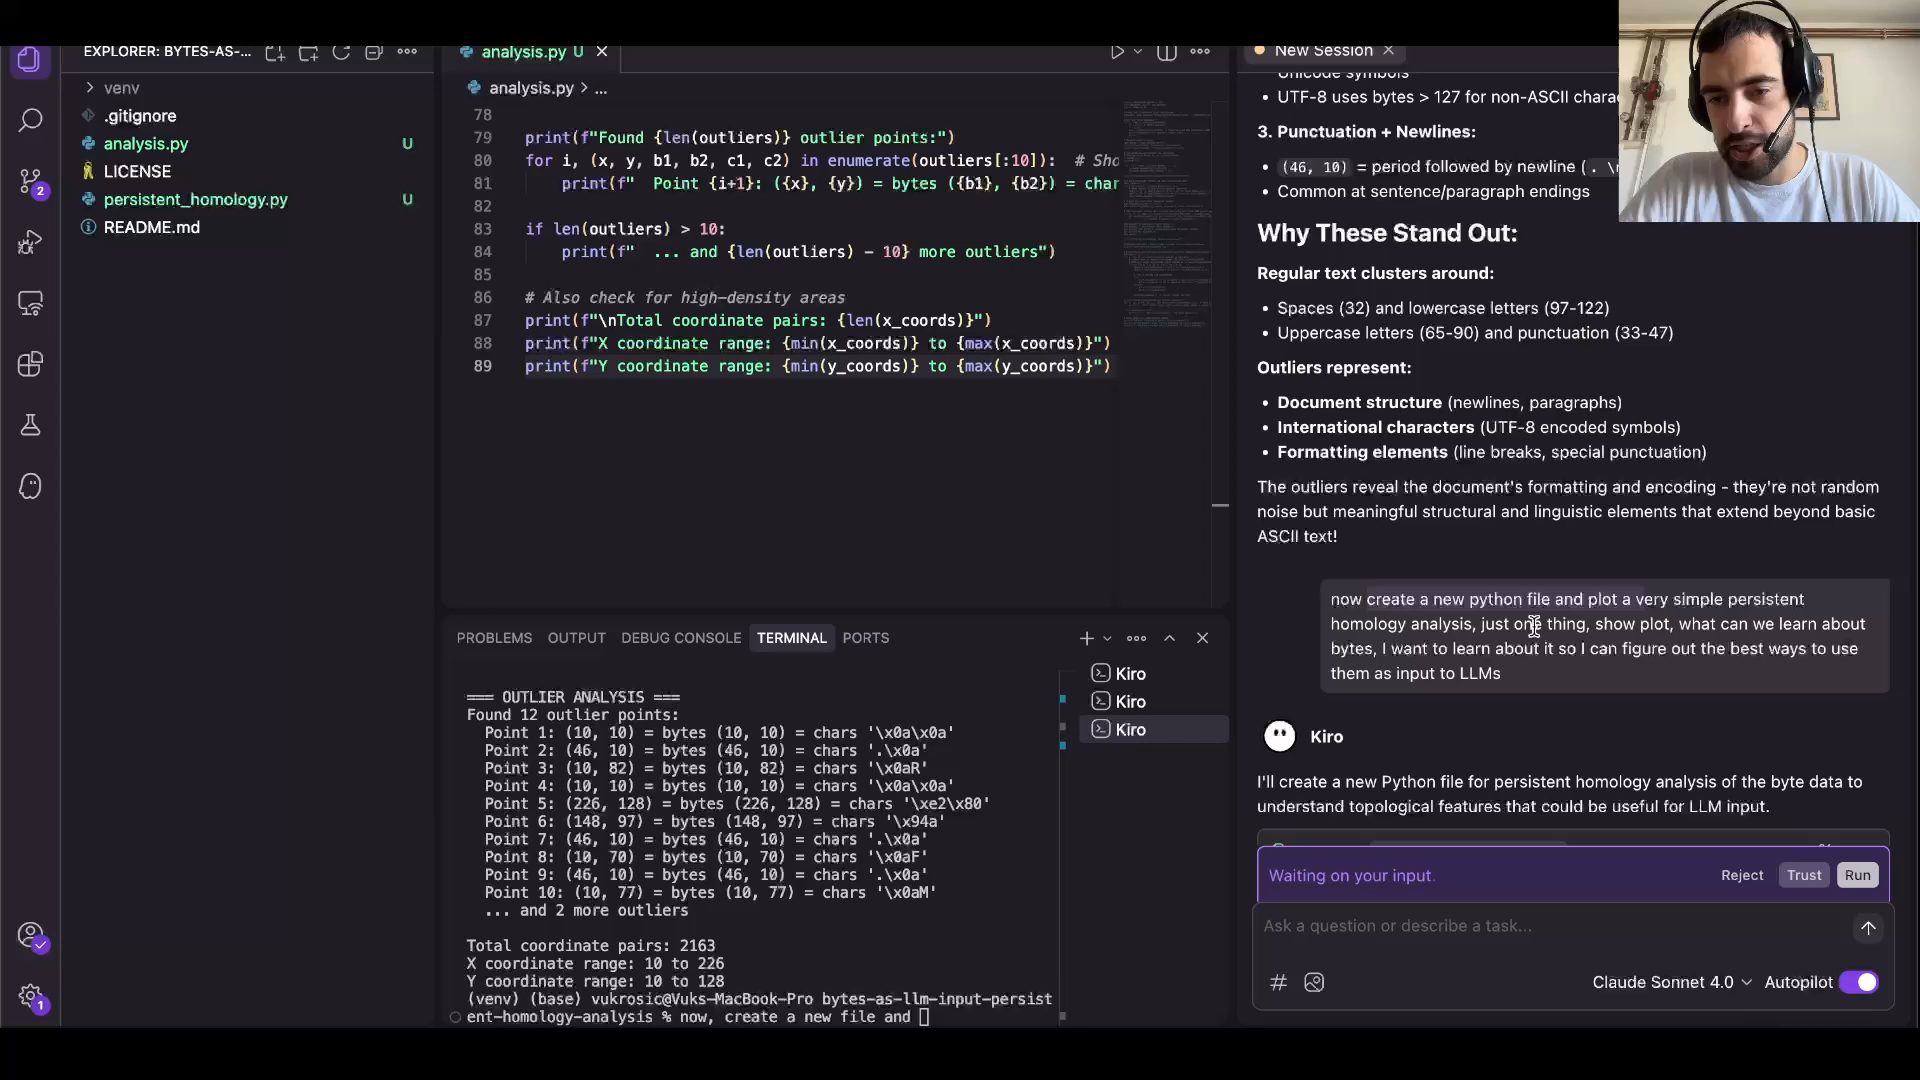 EXPLORER: BYTES-AS-...
venv
.gitignore
analysis.py U
LICENSE
persistent_homology.py U
README.md
2
1
analysis.py U
analysis.py > ...
78
79 print(f"Found {len(outliers)} outlier points:")
80 for i, (x, y, b1, b2, c1, c2) in enumerate(outliers[:10]): # Sho
81 print(f" Point {i+1}: ({x}, {y}) = bytes ({b1}, {b2}) = char
82
83 if len(outliers) > 10:
84 print(f" ... and {len(outliers) - 10} more outliers")
85
86 # Also check for high-density areas
87 print(f"\nTotal coordinate pairs: {len(x_coords)}")
88 print(f"X coordinate range: {min(x_coords)} to {max(x_coords)}")
89 print(f"Y coordinate range: {min(y_coords)} to {max(y_coords)}")
PROBLEMS OUTPUT DEBUG CONSOLE TERMINAL PORTS
=== OUTLIER ANALYSIS ===
Found 12 outlier points:
Point 1: (10, 10) = bytes (10, 10) = chars '\x0a\x0a'
Point 2: (46, 10) = bytes (46, 10) = chars '.\x0a'
Point 3: (10, 82) = bytes (10, 82) = chars '\x0aR'
Point 4: (10, 10) = bytes (10, 10) = chars '\x0a\x0a'
Point 5: (226, 128) = bytes (226, 128) = chars '\xe2\x80'
Point 6: (148, 97) = bytes (148, 97) = chars '\x94a'
Point 7: (46, 10) = bytes (46, 10) = chars '.\x0a'
Point 8: (10, 70) = bytes (10, 70) = chars '\x0aF'
Point 9: (46, 10) = bytes (46, 10) = chars '.\x0a'
Point 10: (10, 77) = bytes (10, 77) = chars '\x0aM'
... and 2 more outliers
Total coordinate pairs: 2163
X coordinate range: 10 to 226
Y coordinate range: 10 to 128
(venv) (base) vukrosic@Vuks-MacBook-Pro bytes-as-llm-input-persist
ent-homology-analysis % now, create a new file and
Kiro
Kiro
Kiro
New Session
Unicode symbols
• UTF-8 uses bytes > 127 for non-ASCII chara
3. Punctuation + Newlines:
• (46, 10) = period followed by newline (. \n
• Common at sentence/paragraph endings
Why These Stand Out:
Regular text clusters around:
• Spaces (32) and lowercase letters (97-122)
• Uppercase letters (65-90) and punctuation (33-47)
Outliers represent:
• Document structure (newlines, paragraphs)
• International characters (UTF-8 encoded symbols)
• Formatting elements (line breaks, special punctuation)
The outliers reveal the document's formatting and encoding - they're not random
noise but meaningful structural and linguistic elements that extend beyond basic
ASCII text!
now create a new python file and plot a very simple persistent
homology analysis, just one thing, show plot, what can we learn about
bytes, I want to learn about it so I can figure out the best ways to use
them as input to LLMs
Kiro
I'll create a new Python file for persistent homology analysis of the byte data to
understand topological features that could be useful for LLM input.
Waiting on your input. Reject Trust Run
Ask a question or describe a task...
Claude Sonnet 4.0 Autopilot